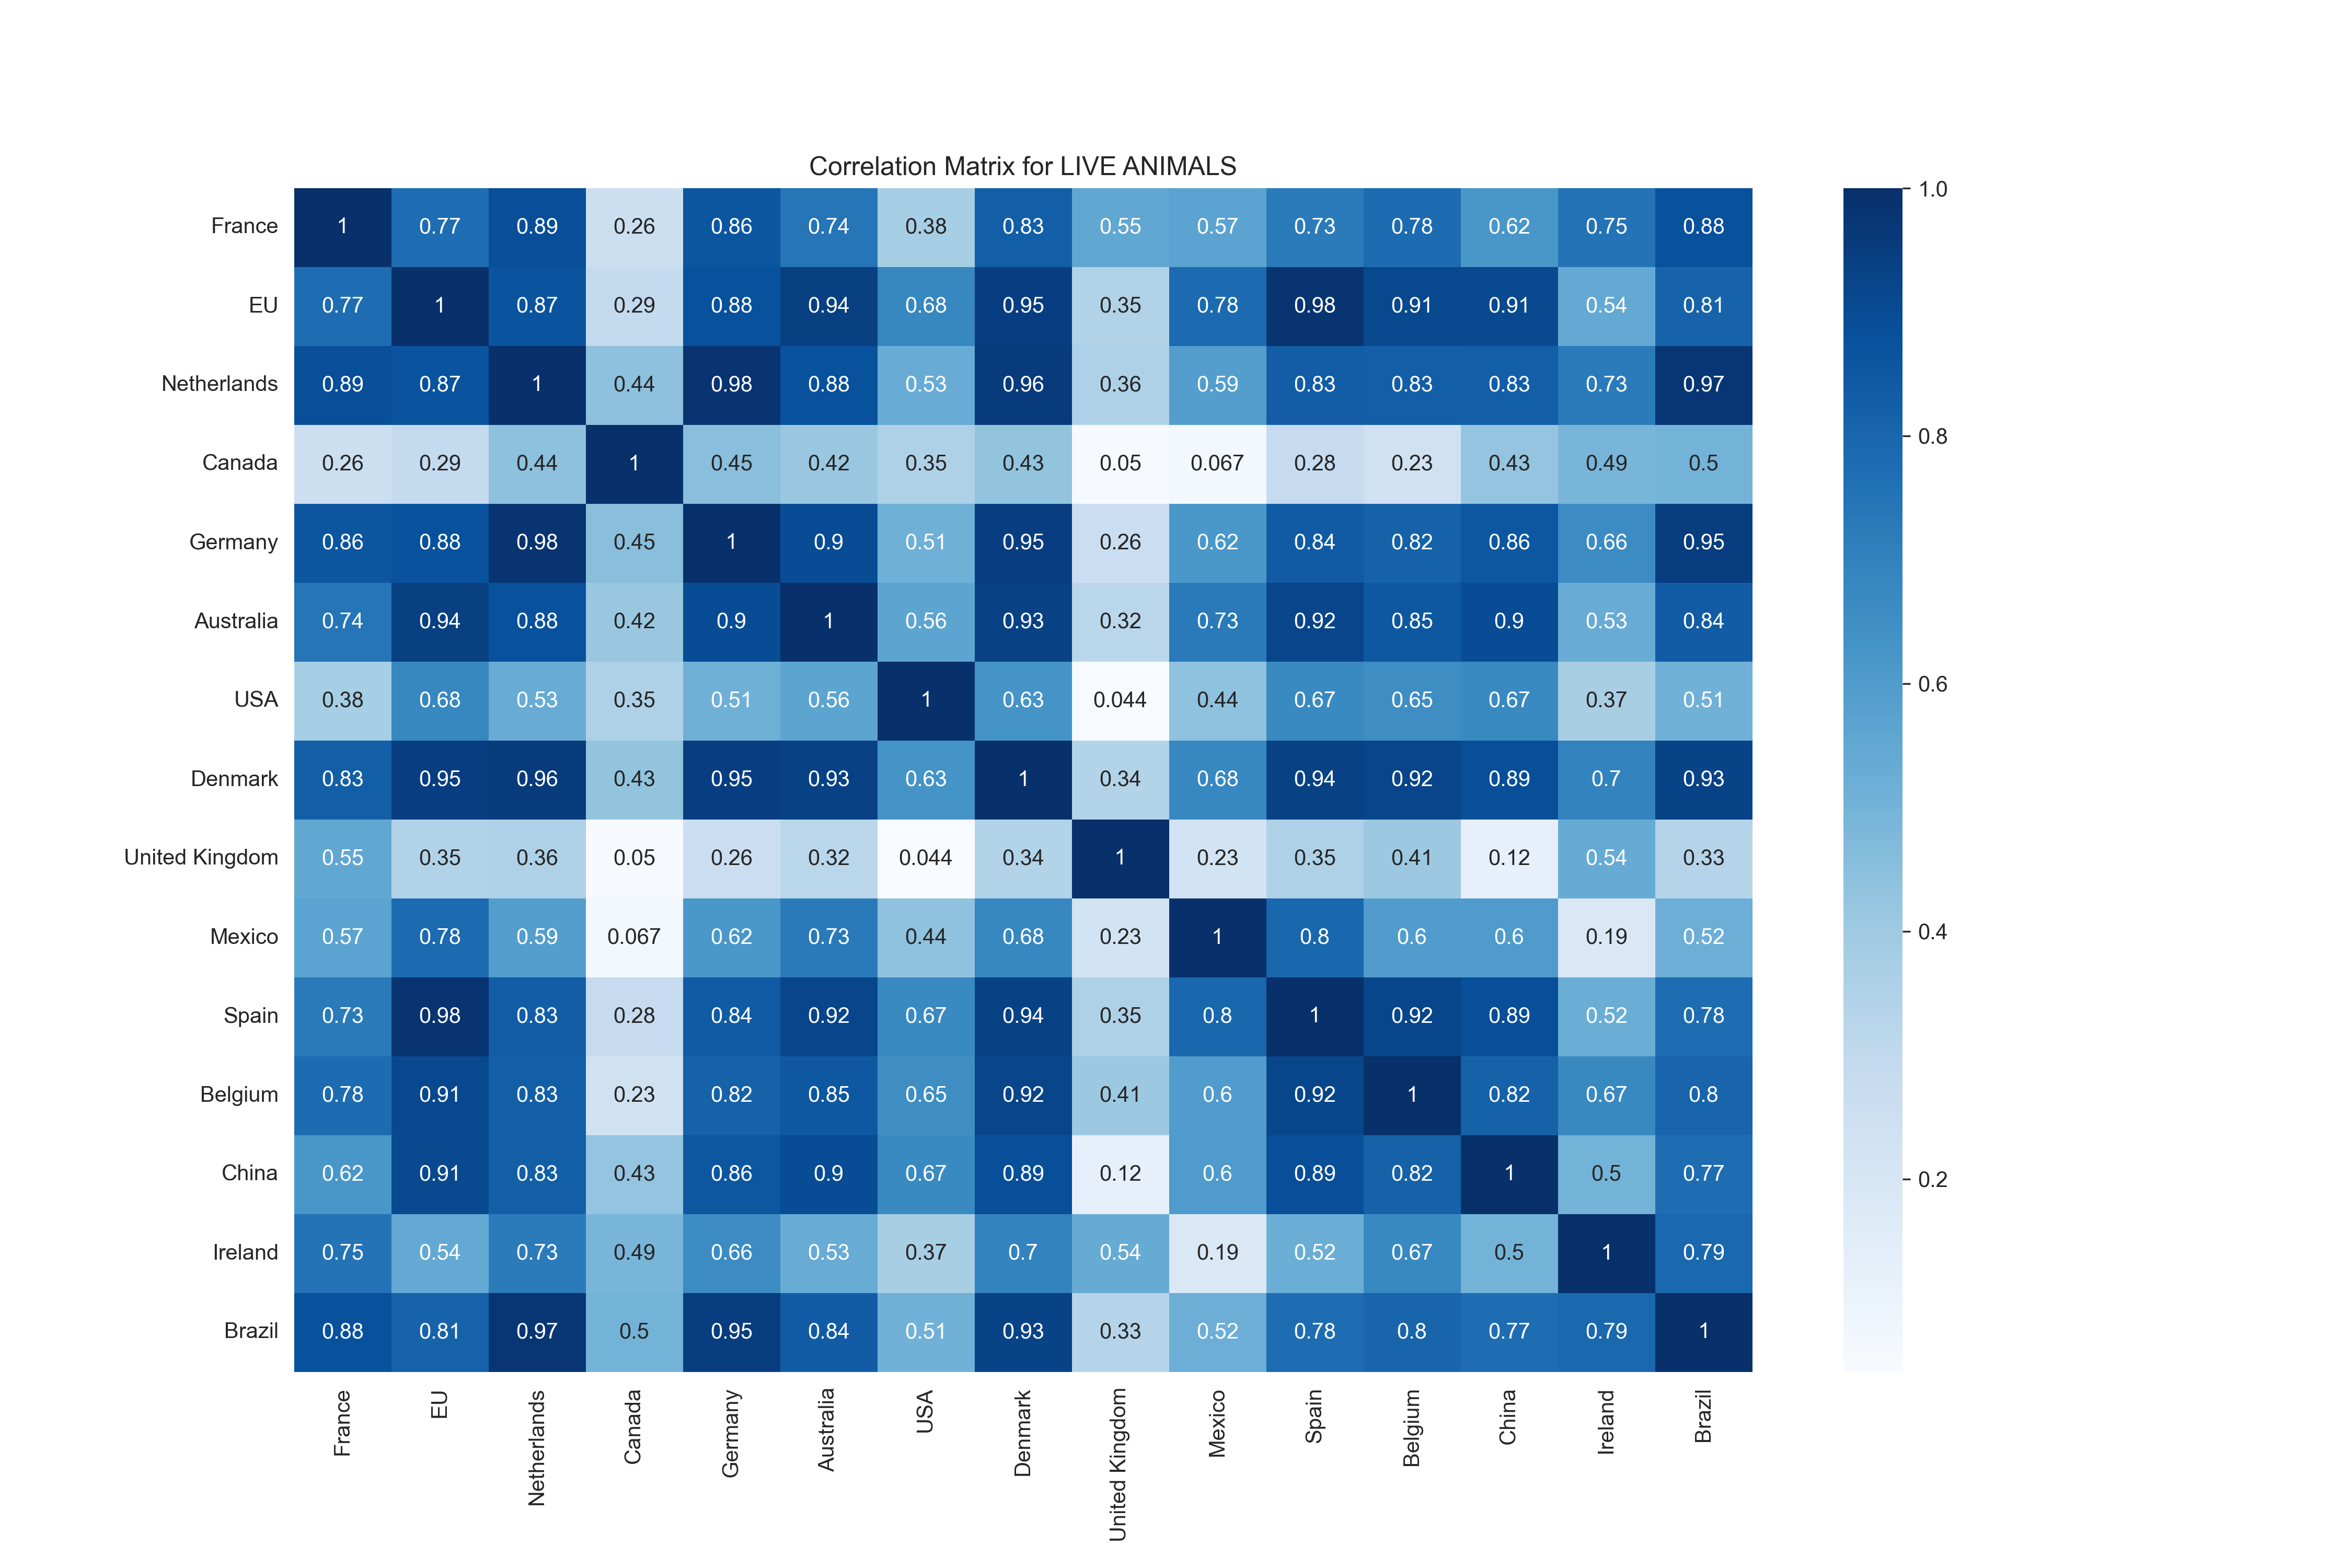 Correlation Matrix for LIVE ANIMALS
France 1 0.77 0.89 0.26 0.86 0.74 0.38 0.83 0.55 0.57 0.73 0.78 0.62 0.75 0.88
EU 0.77 1 0.87 0.29 0.88 0.94 0.68 0.95 0.35 0.78 0.98 0.91 0.91 0.54 0.81
Netherlands 0.89 0.87 1 0.44 0.98 0.88 0.53 0.96 0.36 0.59 0.83 0.83 0.83 0.73 0.97
Canada 0.26 0.29 0.44 1 0.45 0.42 0.35 0.43 0.05 0.067 0.28 0.23 0.43 0.49 0.5
Germany 0.86 0.88 0.98 0.45 1 0.9 0.51 0.95 0.26 0.62 0.84 0.82 0.86 0.66 0.95
Australia 0.74 0.94 0.88 0.42 0.9 1 0.56 0.93 0.32 0.73 0.92 0.85 0.9 0.53 0.84
USA 0.38 0.68 0.53 0.35 0.51 0.56 1 0.63 0.044 0.44 0.67 0.65 0.67 0.37 0.51
Denmark 0.83 0.95 0.96 0.43 0.95 0.93 0.63 1 0.34 0.68 0.94 0.92 0.89 0.7 0.93
United Kingdom 0.55 0.35 0.36 0.05 0.26 0.32 0.044 0.34 1 0.23 0.35 0.41 0.12 0.54 0.33
Mexico 0.57 0.78 0.59 0.067 0.62 0.73 0.44 0.68 0.23 1 0.8 0.6 0.6 0.19 0.52
Spain 0.73 0.98 0.83 0.28 0.84 0.92 0.67 0.94 0.35 0.8 1 0.92 0.89 0.52 0.78
Belgium 0.78 0.91 0.83 0.23 0.82 0.85 0.65 0.92 0.41 0.6 0.92 1 0.82 0.67 0.8
China 0.62 0.91 0.83 0.43 0.86 0.9 0.67 0.89 0.12 0.6 0.89 0.82 1 0.5 0.77
Ireland 0.75 0.54 0.73 0.49 0.66 0.53 0.37 0.7 0.54 0.19 0.52 0.67 0.5 1 0.79
Brazil 0.88 0.81 0.97 0.5 0.95 0.84 0.51 0.93 0.33 0.52 0.78 0.8 0.77 0.79 1
France EU Netherlands Canada Germany Australia USA Denmark United Kingdom Mexico Spain Belgium China Ireland Brazil
1.0
0.8
0.6
0.4
0.2